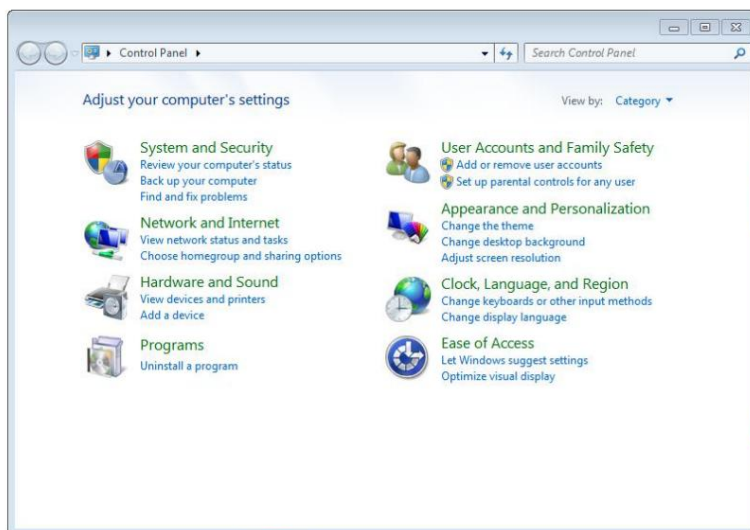 Control Panel
Search Control Panel
Adjust your computer's settings
View by: Category
System and Security
Review your computer's status
Back up your computer
Find and fix problems
Network and Internet
View network status and tasks
Choose homegroup and sharing options
Hardware and Sound
View devices and printers
Add a device
Programs
Uninstall a program
User Accounts and Family Safety
Add or remove user accounts
Set up parental controls for any user
Appearance and Personalization
Change the theme
Change desktop background
Adjust screen resolution
Clock, Language, and Region
Change keyboards or other input methods
Change display language
Ease of Access
Let Windows suggest settings
Optimize visual display